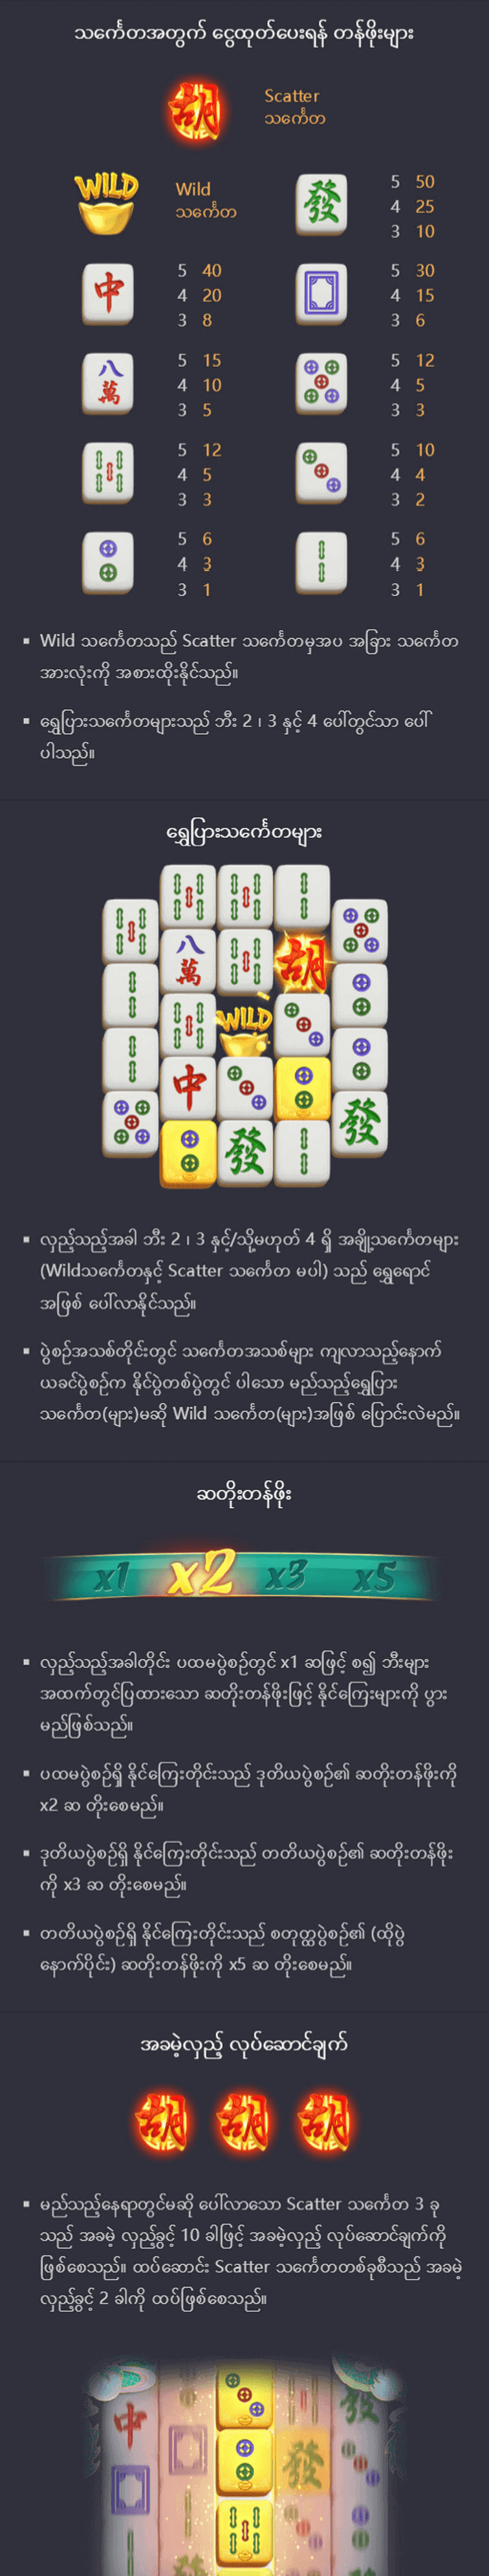 သင်္ကေတအတွက် ငွေထုတ်ပေးရန် တန်ဖိုးများ
胡
Scatter
သင်္ကေတ
WILD
Wild
သင်္ကေတ
發
5 50
4 25
3 10
中
5 40
4 20
3 8
5 30
4 15
3 6
八
萬
5 15
4 10
3 5
5 12
4 5
3 3
5 12
4 5
3 3
5 10
4 4
3 2
5 6
4 3
3 1
5 6
4 3
3 1
▪ Wild သင်္ကေတသည် Scatter သင်္ကေတမှအပ အခြား သင်္ကေတ
အားလုံးကို အစားထိုးနိုင်သည်။
▪ ရွှေပြားသင်္ကေတများသည် ဘီး 2 ၊ 3 နှင့် 4 ပေါ်တွင်သာ ပေါ်
ပါသည်။
ရွှေပြားသင်္ကေတများ
八
萬
胡
WILD
中
發
發
▪ လှည့်သည့်အခါ ဘီး 2 ၊ 3 နှင့်/သို့မဟုတ် 4 ရှိ အချို့သင်္ကေတများ
(Wildသင်္ကေတနှင့် Scatter သင်္ကေတ မပါ) သည် ရွှေရောင်
အဖြစ် ပေါ်လာနိုင်သည်။
▪ ပွဲစဉ်အသစ်တိုင်းတွင် သင်္ကေတအသစ်များ ကျလာသည့်နောက်
ယခင်ပွဲစဉ်က နိုင်ပွဲတစ်ပွဲတွင် ပါသော မည်သည့်ရွှေပြား
သင်္ကေတ(များ)မဆို Wild သင်္ကေတ(များ)အဖြစ် ပြောင်းလဲမည်။
ဆတိုးတန်ဖိုး
x1 x2 x3 x5
▪ လှည့်သည့်အခါတိုင်း ပထမပွဲစဉ်တွင် x1 ဆဖြင့် စ၍ ဘီးများ
အထက်တွင်ပြထားသော ဆတိုးတန်ဖိုးဖြင့် နိုင်ကြေးများကို ပွား
မည်ဖြစ်သည်။
▪ ပထမပွဲစဉ်ရှိ နိုင်ကြေးတိုင်းသည် ဒုတိယပွဲစဉ်၏ ဆတိုးတန်ဖိုးကို
x2 ဆ တိုးစေမည်။
▪ ဒုတိယပွဲစဉ်ရှိ နိုင်ကြေးတိုင်းသည် တတိယပွဲစဉ်၏ ဆတိုးတန်ဖိုး
ကို x3 ဆ တိုးစေမည်။
▪ တတိယပွဲစဉ်ရှိ နိုင်ကြေးတိုင်းသည် စတုတ္ထပွဲစဉ်၏ (ထိုပွဲ
နောက်ပိုင်း) ဆတိုးတန်ဖိုးကို x5 ဆ တိုးစေမည်။
အခမဲ့လှည့် လုပ်ဆောင်ချက်
胡 胡 胡
▪ မည်သည့်နေရာတွင်မဆို ပေါ်လာသော Scatter သင်္ကေတ 3 ခု
သည် အခမဲ့ လှည့်ခွင့် 10 ခါဖြင့် အခမဲ့လှည့် လုပ်ဆောင်ချက်ကို
ဖြစ်စေသည်။ ထပ်ဆောင်း Scatter သင်္ကေတတစ်ခုစီသည် အခမဲ့
လှည့်ခွင့် 2 ခါကို ထပ်ဖြစ်စေသည်။
中
發
發